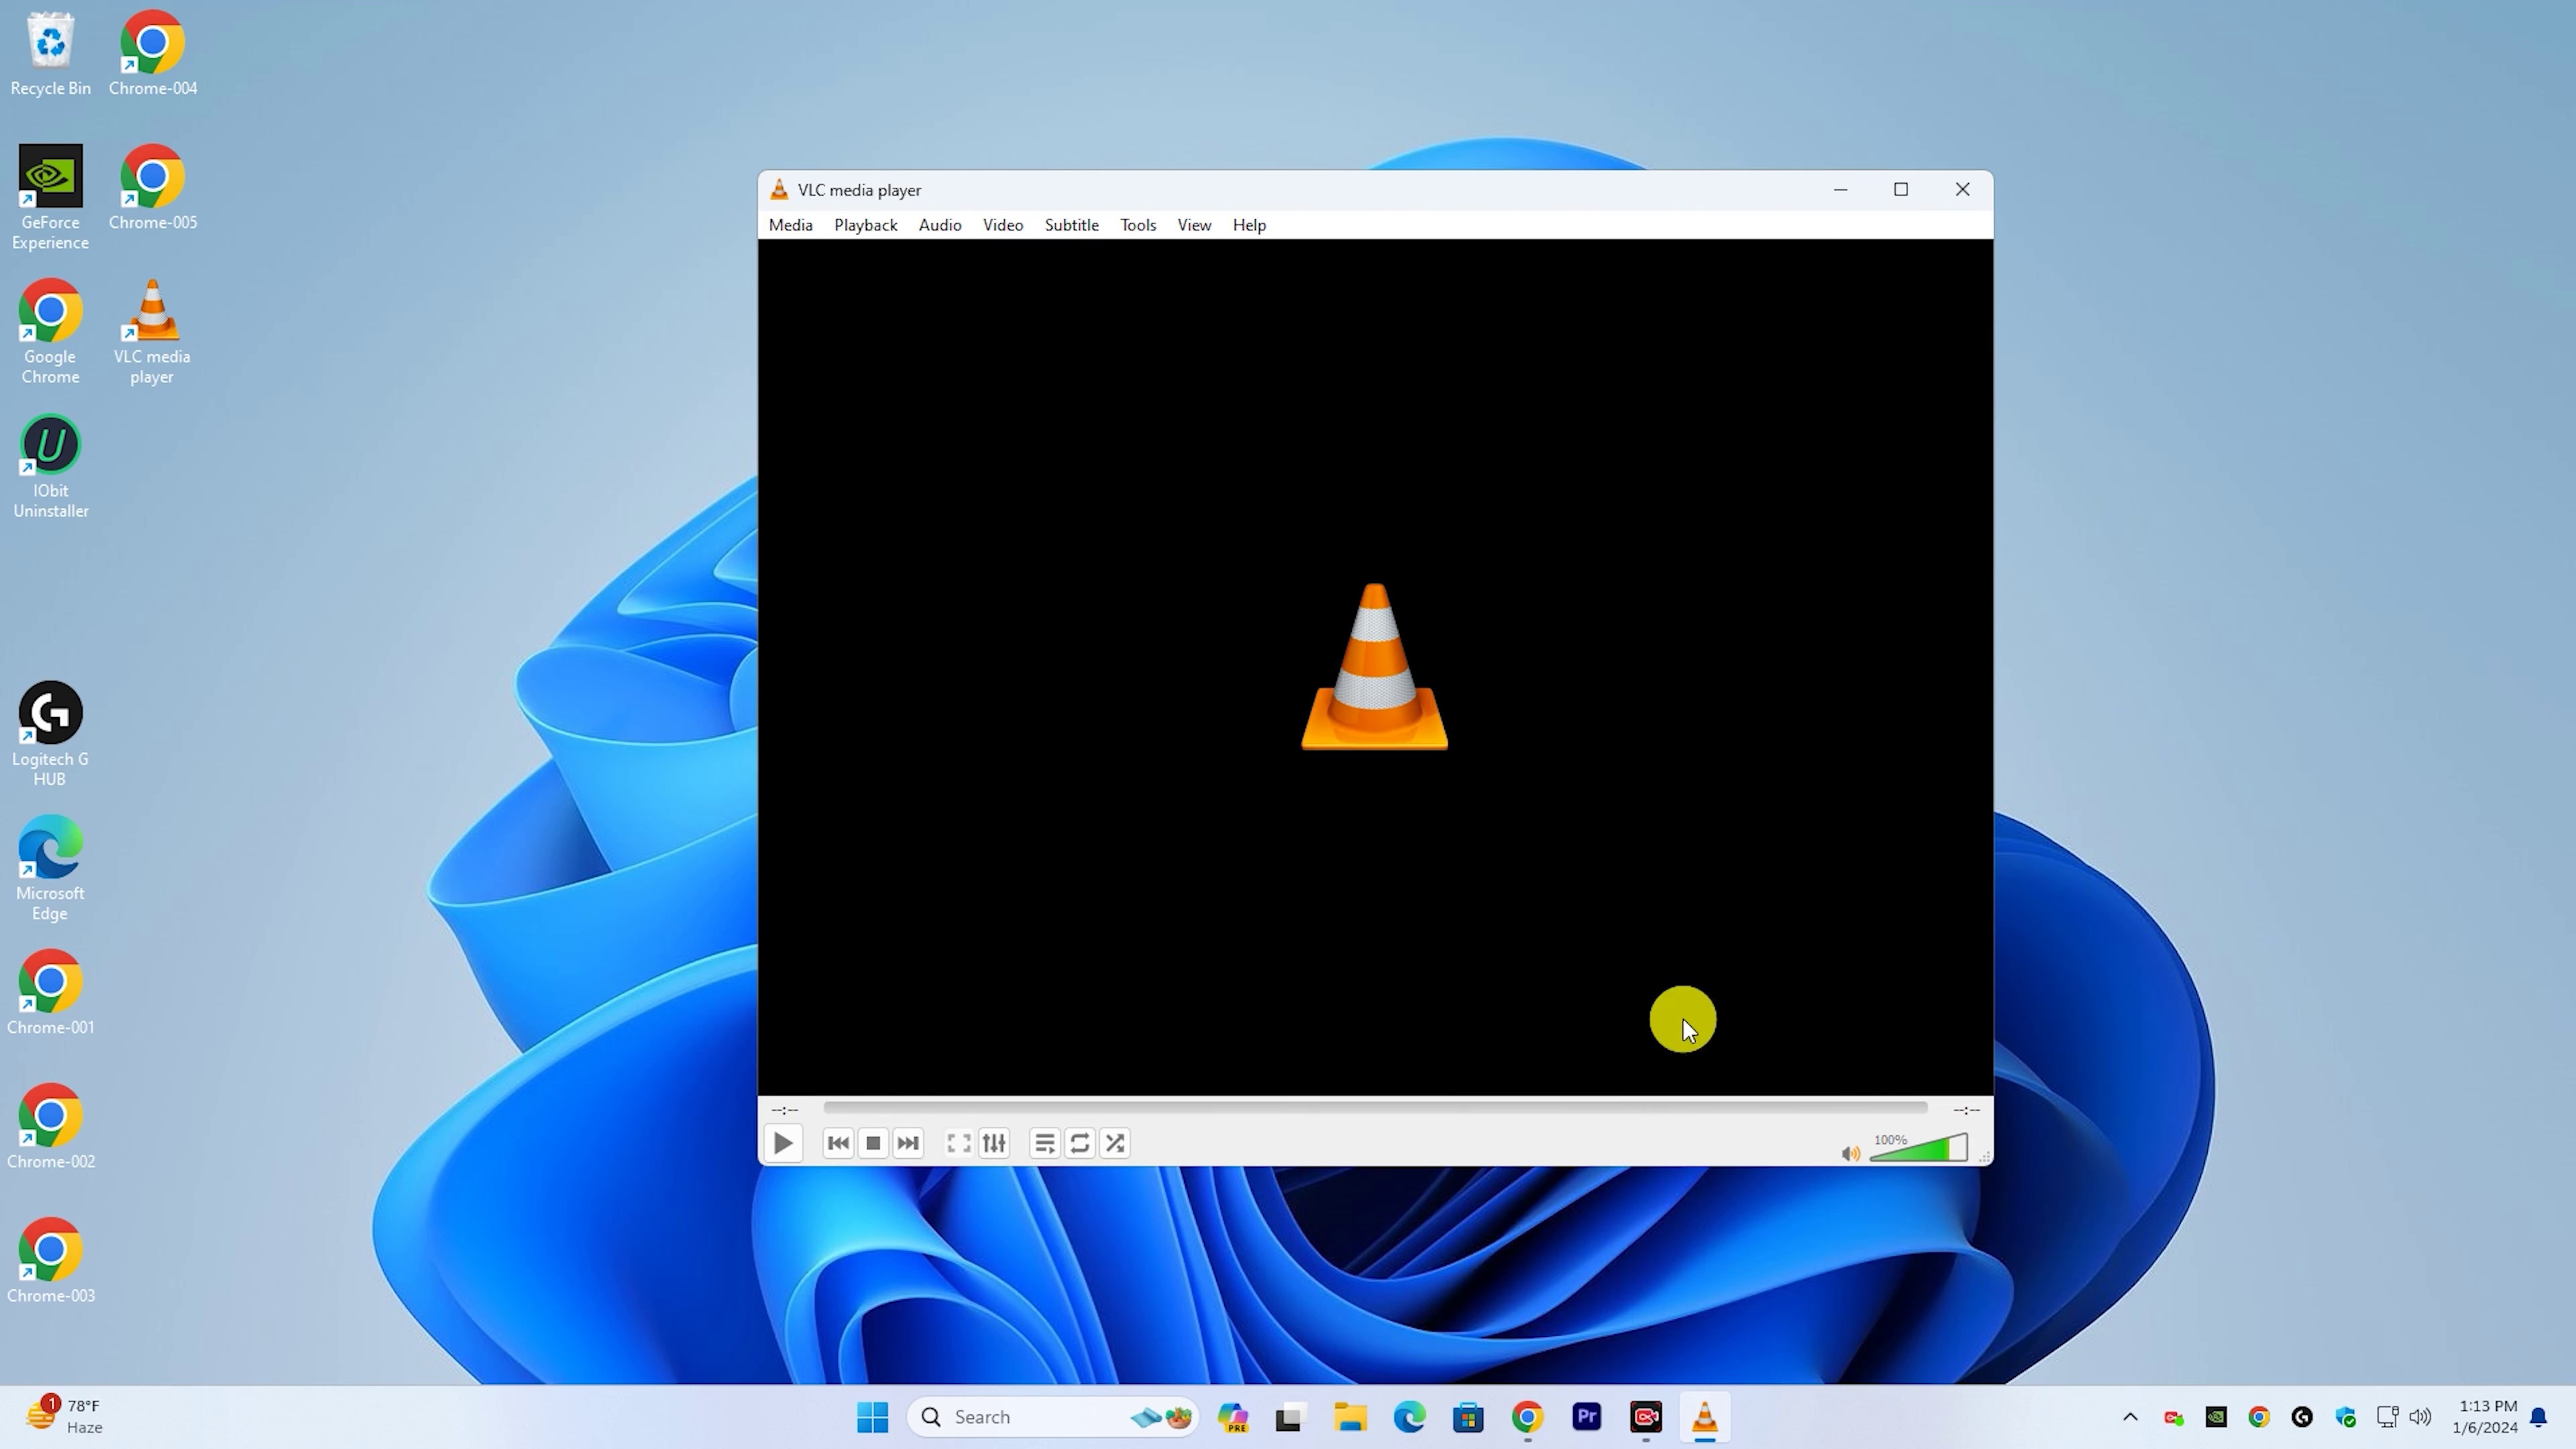 Recycle Bin
Chrome-004
GeForce
Experience
Chrome-005
Google
Chrome
VLC media
player
IObit
Uninstaller
Logitech G
HUB
Microsoft
Edge
Chrome-001
Chrome-002
Chrome-003
VLC media player
Media Playback Audio Video Subtitle Tools View Help
--:-- --:--
100%
1
78°F
Haze
Search
PRE
Pr
1:13 PM
1/6/2024